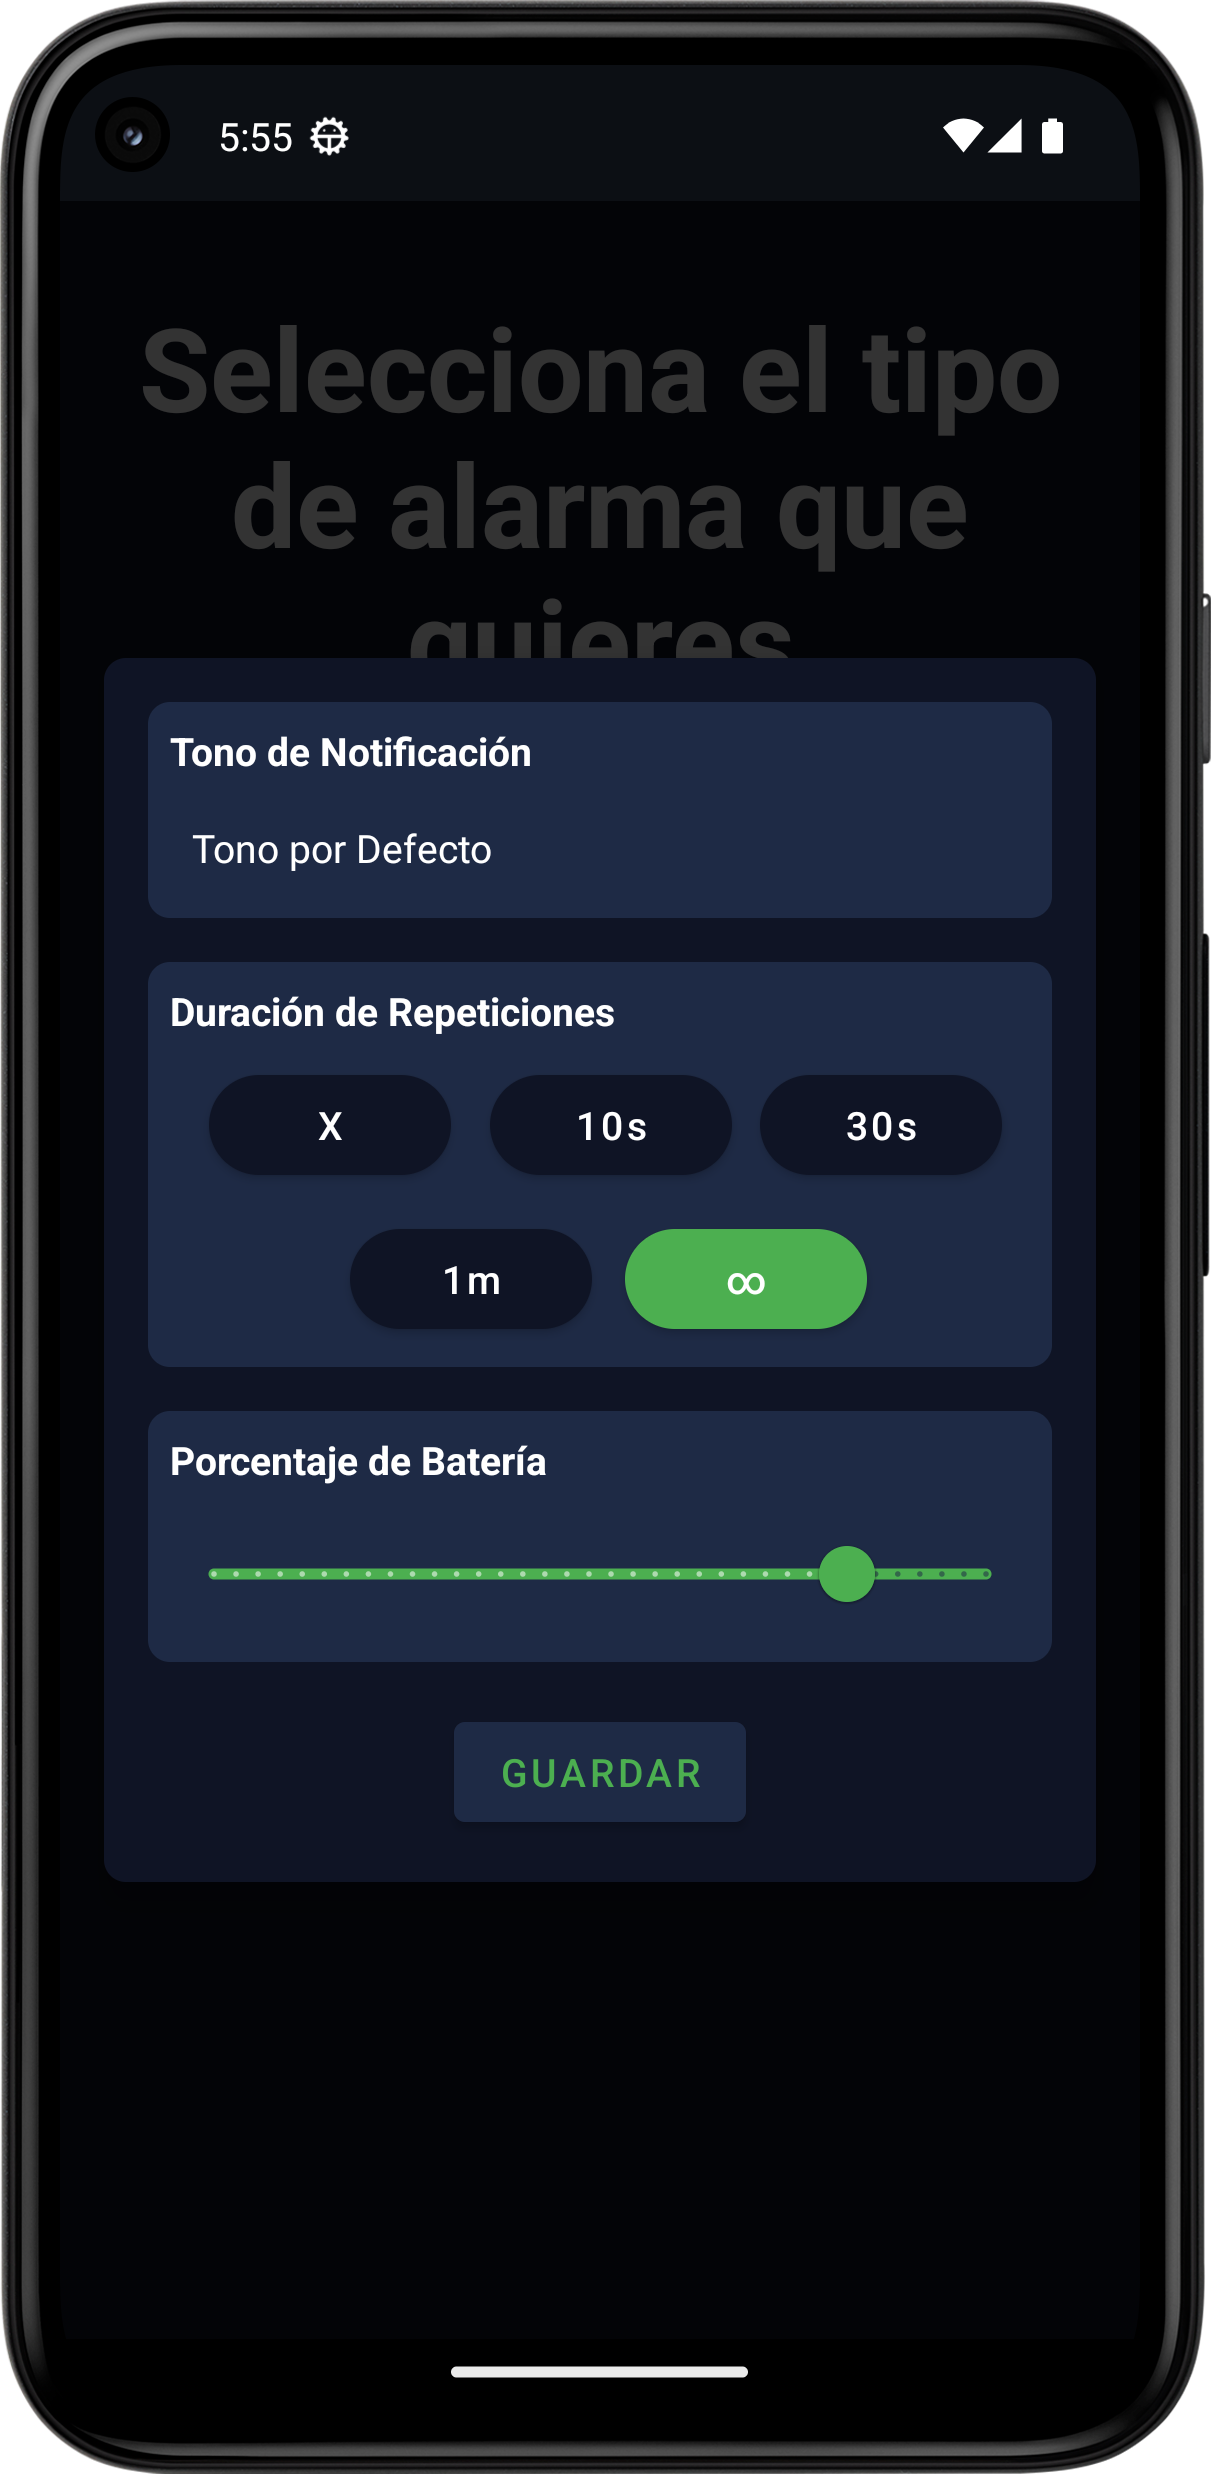 5:55
Selecciona el tipo
de alarma que
quieres
Tono de Notificación
Tono por Defecto
Duración de Repeticiones
X 10s 30s
1m ∞
Porcentaje de Batería
GUARDAR